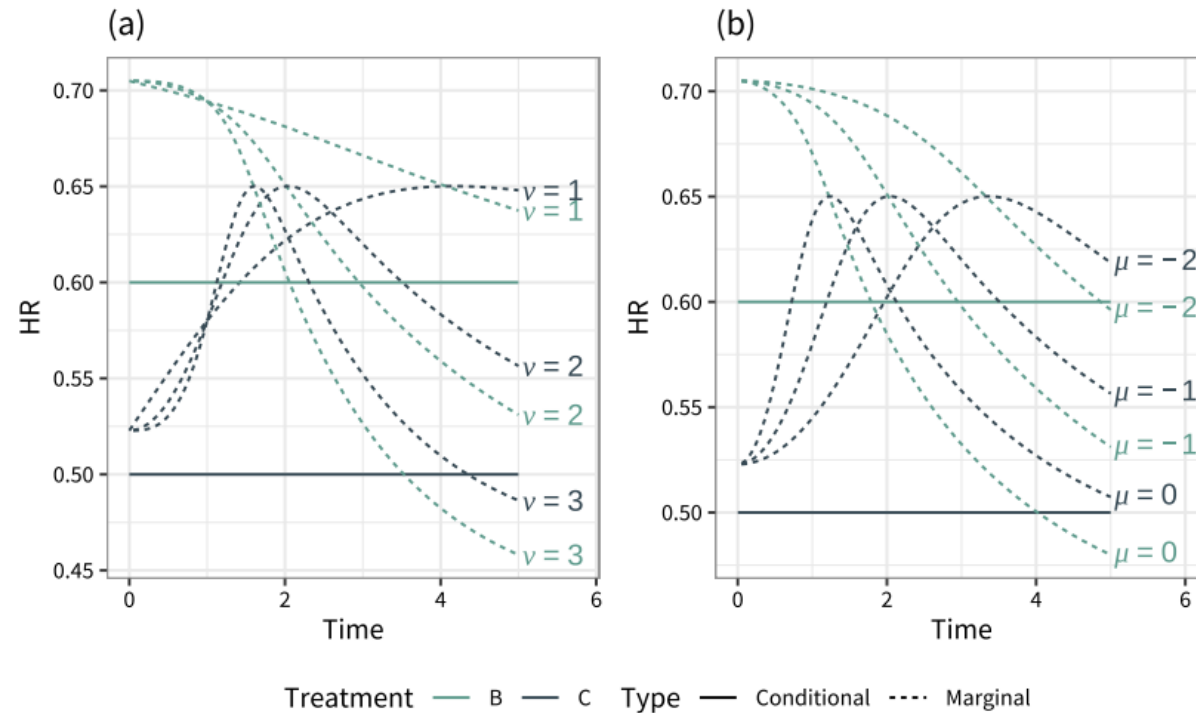 (a)
0.70
0.65
0.60
0.55
0.50
0.45
HR
ν = 1
ν = 1
ν = 2
ν = 2
ν = 3
ν = 3
0 2 4 6
Time
(b)
0.70
0.65
0.60
0.55
0.50
HR
μ = −2
μ = −2
μ = −1
μ = −1
μ = 0
μ = 0
0 2 4 6
Time
Treatment B C Type Conditional Marginal